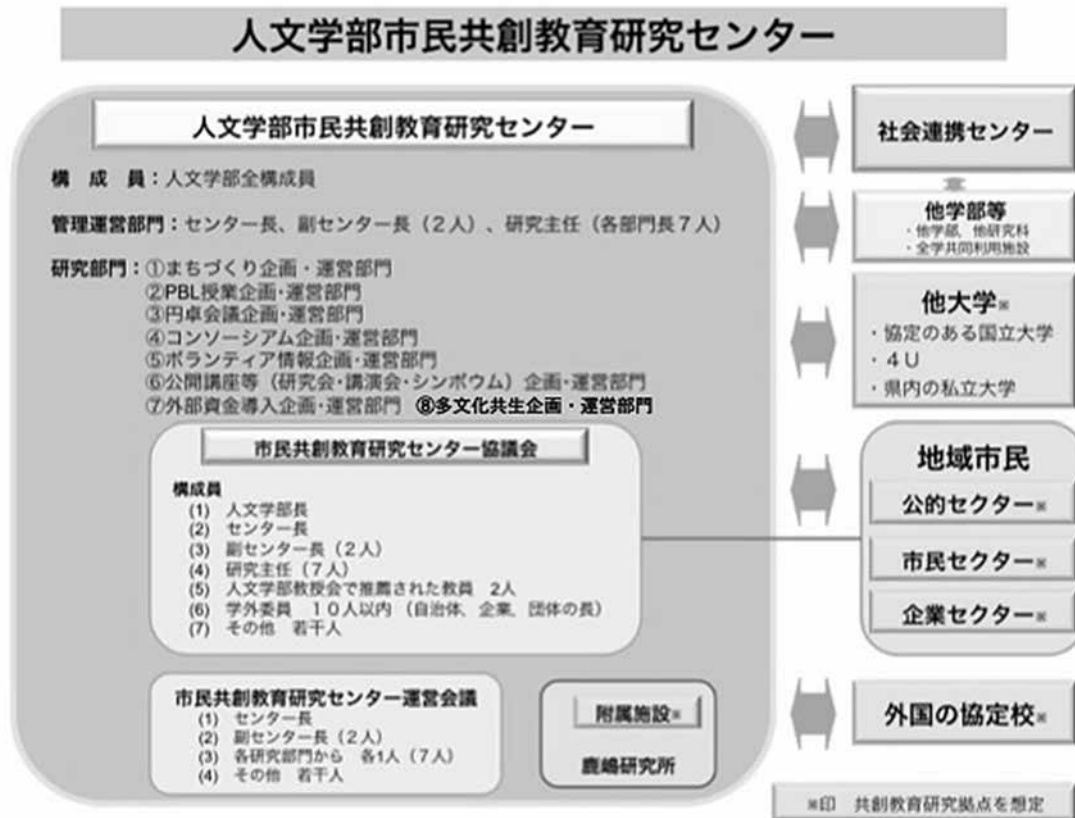 人文学部市民共創教育研究センター
人文学部市民共創教育研究センター
構 成 員：人文学部全構成員
管理運営部門：センター長、副センター長（２人）、研究主任（各部門長７人）
研究部門：①まちづくり企画・運営部門
②PBL授業企画・運営部門
③円卓会議企画・運営部門
④コンソーシアム企画・運営部門
⑤ボランティア情報企画・運営部門
⑥公開講座等（研究会・講演会・シンポウム）企画・運営部門
⑦外部資金導入企画・運営部門 ⑧多文化共生企画・運営部門
市民共創教育研究センター協議会
構成員
(1) 人文学部長
(2) センター長
(3) 副センター長（２人）
(4) 研究主任（７人）
(5) 人文学部教授会で推薦された教員 2人
(6) 学外委員 １０人以内（自治体、企業、団体の長）
(7) その他 若干人
市民共創教育研究センター運営会議
(1) センター長
(2) 副センター長（２人）
(3) 各研究部門から 各1人（７人）
(4) その他 若干人
附属施設※
鹿嶋研究所
社会連携センター
他学部等
・他学部、他研究科
・全学共同利用施設
他大学※
・協定のある国立大学
・４U
・県内の私立大学
地域市民
公的セクター※
市民セクター※
企業セクター※
外国の協定校※
※印 共創教育研究拠点を想定